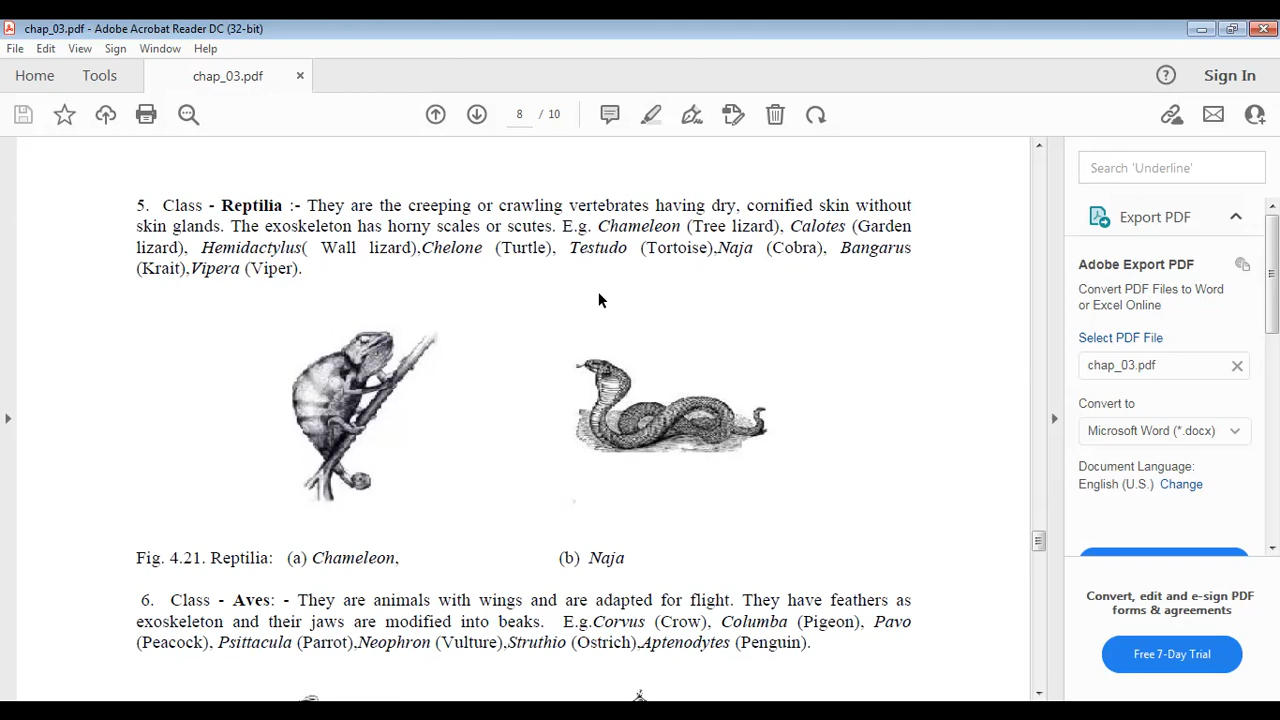 chap_03.pdf - Adobe Acrobat Reader DC (32-bit)
File Edit View Sign Window Help
Home Tools chap_03.pdf × Sign In
8 / 10
Search 'Underline'
5. Class - Reptilia :- They are the creeping or crawling vertebrates having dry, cornified skin without
skin glands. The exoskeleton has horny scales or scutes. E.g. Chameleon (Tree lizard), Calotes (Garden
lizard), Hemidactylus( Wall lizard),Chelone (Turtle), Testudo (Tortoise),Naja (Cobra), Bangarus
(Krait),Vipera (Viper).
Fig. 4.21. Reptilia: (a) Chameleon, (b) Naja
6. Class - Aves: - They are animals with wings and are adapted for flight. They have feathers as
exoskeleton and their jaws are modified into beaks. E.g.Corvus (Crow), Columba (Pigeon), Pavo
(Peacock), Psittacula (Parrot),Neophron (Vulture),Struthio (Ostrich),Aptenodytes (Penguin).
Export PDF
Adobe Export PDF
Convert PDF Files to Word
or Excel Online
Select PDF File
chap_03.pdf
Convert to
Microsoft Word (*.docx)
Document Language:
English (U.S.) Change
Convert, edit and e-sign PDF
forms & agreements
Free 7-Day Trial